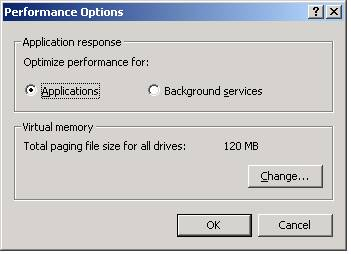 Performance Options
Application response
Optimize performance for:
Applications Background services
Virtual memory
Total paging file size for all drives: 120 MB
Change...
OK Cancel